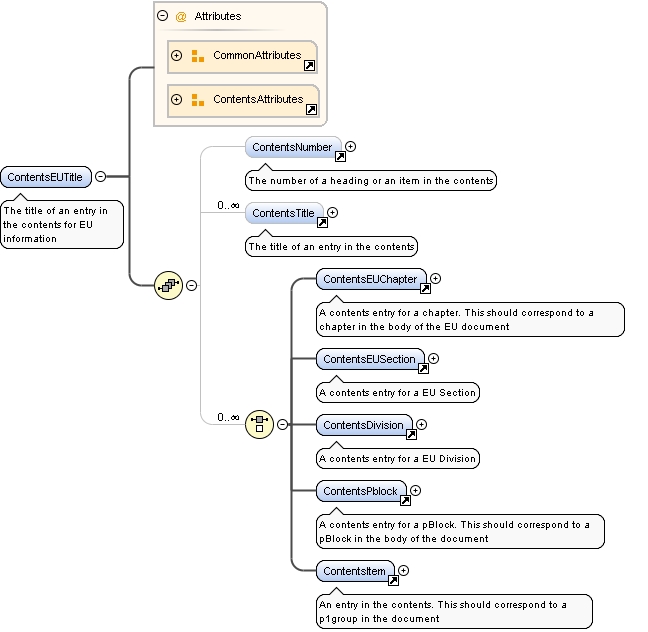 @ Attributes
CommonAttributes
ContentsAttributes
ContentsEUTitle
The title of an entry in
the contents for EU
information
ContentsNumber
The number of a heading or an item in the contents
0..∞
ContentsTitle
The title of an entry in the contents
0..∞
ContentsEUChapter
A contents entry for a chapter. This should correspond to a
chapter in the body of the EU document
ContentsEUSection
A contents entry for a EU Section
ContentsDivision
A contents entry for a EU Division
ContentsPblock
A contents entry for a pBlock. This should correspond to a
pBlock in the body of the document
ContentsItem
An entry in the contents. This should correspond to a
p1group in the document